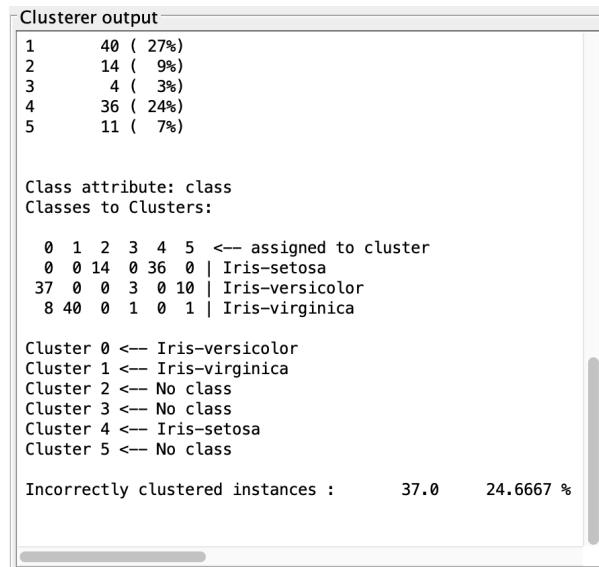 Clusterer output
1        40 ( 27%)
2        14 (  9%)
3         4 (  3%)
4        36 ( 24%)
5        11 (  7%)
Class attribute: class
Classes to Clusters:
  0  1  2  3  4  5  <-- assigned to cluster
  0  0 14  0 36  0 | Iris-setosa
 37  0  0  3  0 10 | Iris-versicolor
  8 40  0  1  0  1 | Iris-virginica
Cluster 0 <-- Iris-versicolor
Cluster 1 <-- Iris-virginica
Cluster 2 <-- No class
Cluster 3 <-- No class
Cluster 4 <-- Iris-setosa
Cluster 5 <-- No class
Incorrectly clustered instances :       37.0     24.6667 %